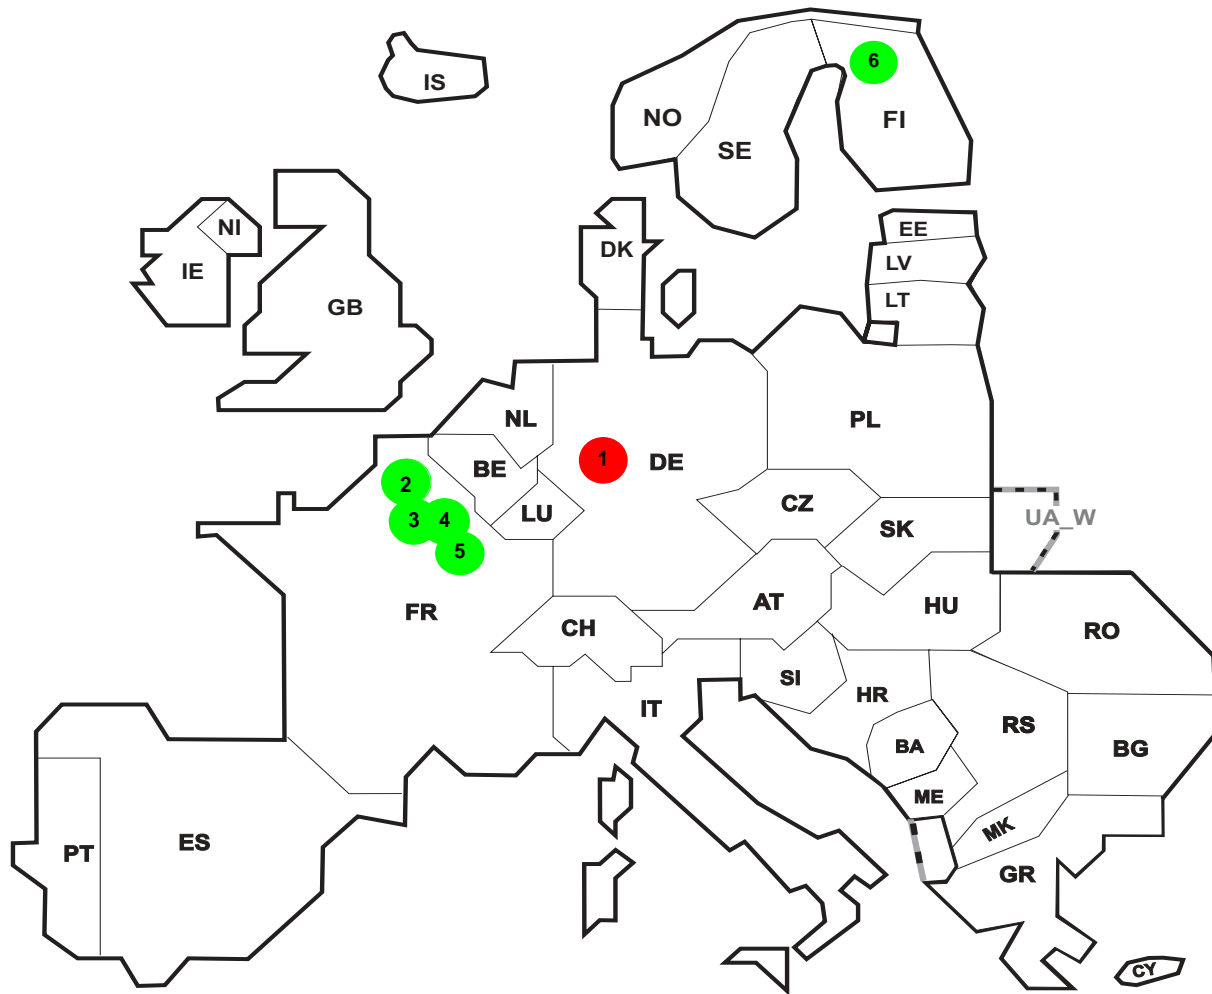 6
IS
NO
FI
SE
NI
EE
DK
LV
IE
LT
GB
NL
PL
1
DE
BE
2
CZ
LU
3
4
UA_W
SK
5
AT
HU
FR
CH
RO
SI
HR
IT
RS
BA
BG
ME
MK
ES
PT
GR
CY